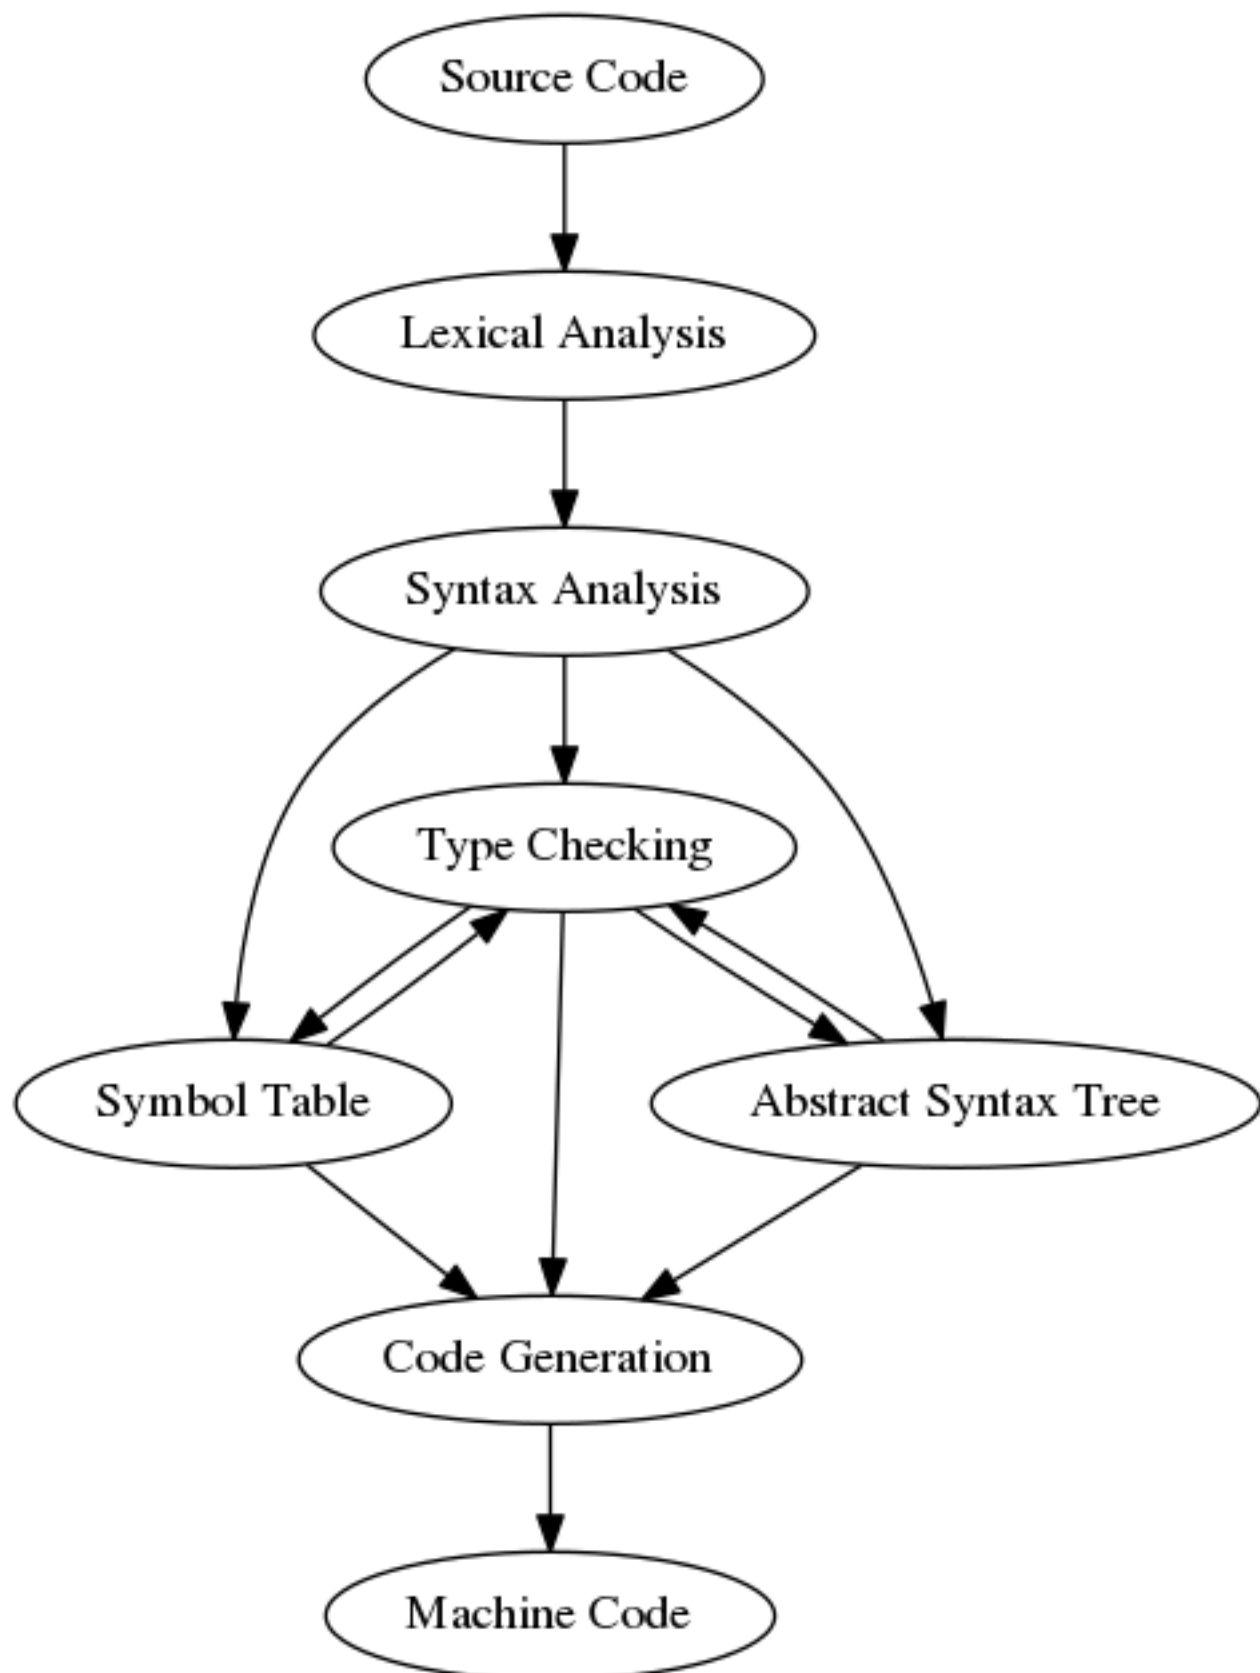 Source Code
Lexical Analysis
Syntax Analysis
Type Checking
Symbol Table
Abstract Syntax Tree
Code Generation
Machine Code